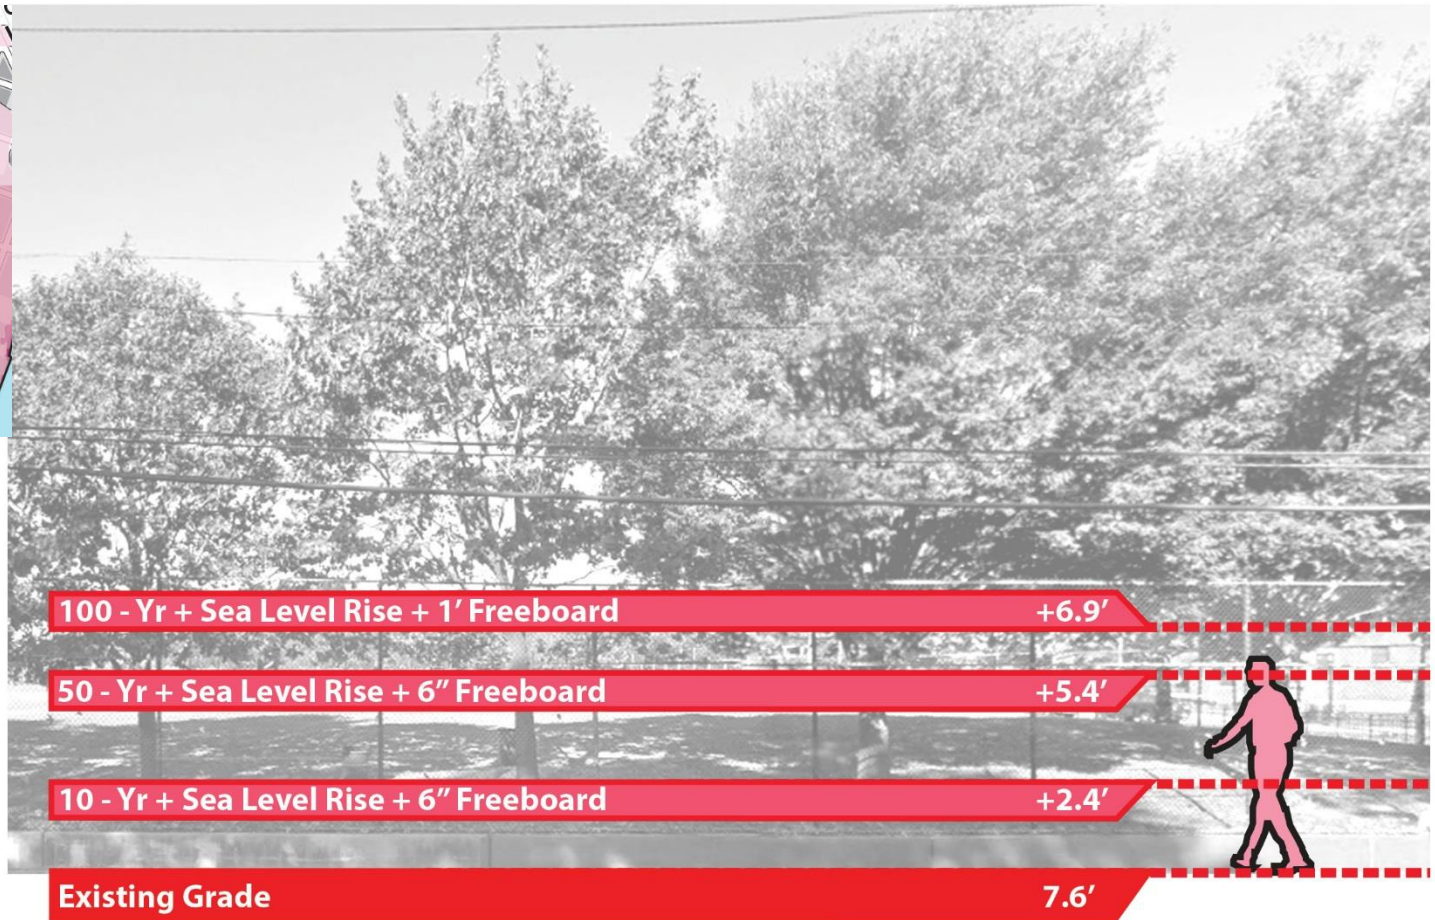 100 - Yr + Sea Level Rise + 1’ Freeboard +6.9’
50 - Yr + Sea Level Rise + 6” Freeboard +5.4’
10 - Yr + Sea Level Rise + 6” Freeboard +2.4’
Existing Grade 7.6’